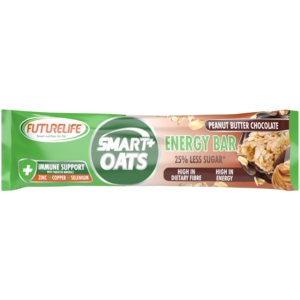 FUTURELIFE
SMART+
OATS
PEANUT BUTTER CHOCOLATE
ENERGY BAR
25% LESS SUGAR*
IMMUNE SUPPORT
ZINC • COPPER • SELENIUM
HIGH IN
DIETARY FIBRE
HIGH IN
ENERGY